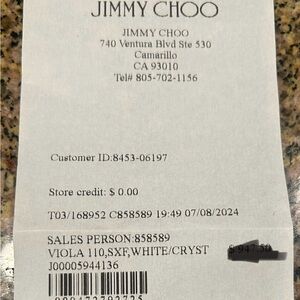 JIMMY CHOO
JIMMY CHOO
740 Ventura Blvd Ste 530
Camarillo
CA 93010
Tel# 805-702-1156
Customer ID:8453-06197
Store credit: $ 0.00
T03/168952 C858589 19:49 07/08/2024
SALES PERSON:858589
VIOLA 110,SXF,WHITE/CRYST
J00005944136